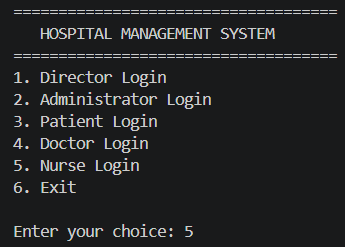 ====================================
HOSPITAL MANAGEMENT SYSTEM
====================================
1. Director Login
2. Administrator Login
3. Patient Login
4. Doctor Login
5. Nurse Login
6. Exit
Enter your choice: 5